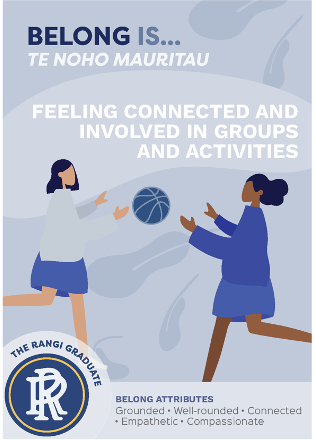 BELONG IS...
TE NOHO MAURITAU
FEELING CONNECTED AND
INVOLVED IN GROUPS
AND ACTIVITIES
THE RANGI GRADUATE
R
BELONG ATTRIBUTES
Grounded • Well-rounded • Connected
• Empathetic • Compassionate